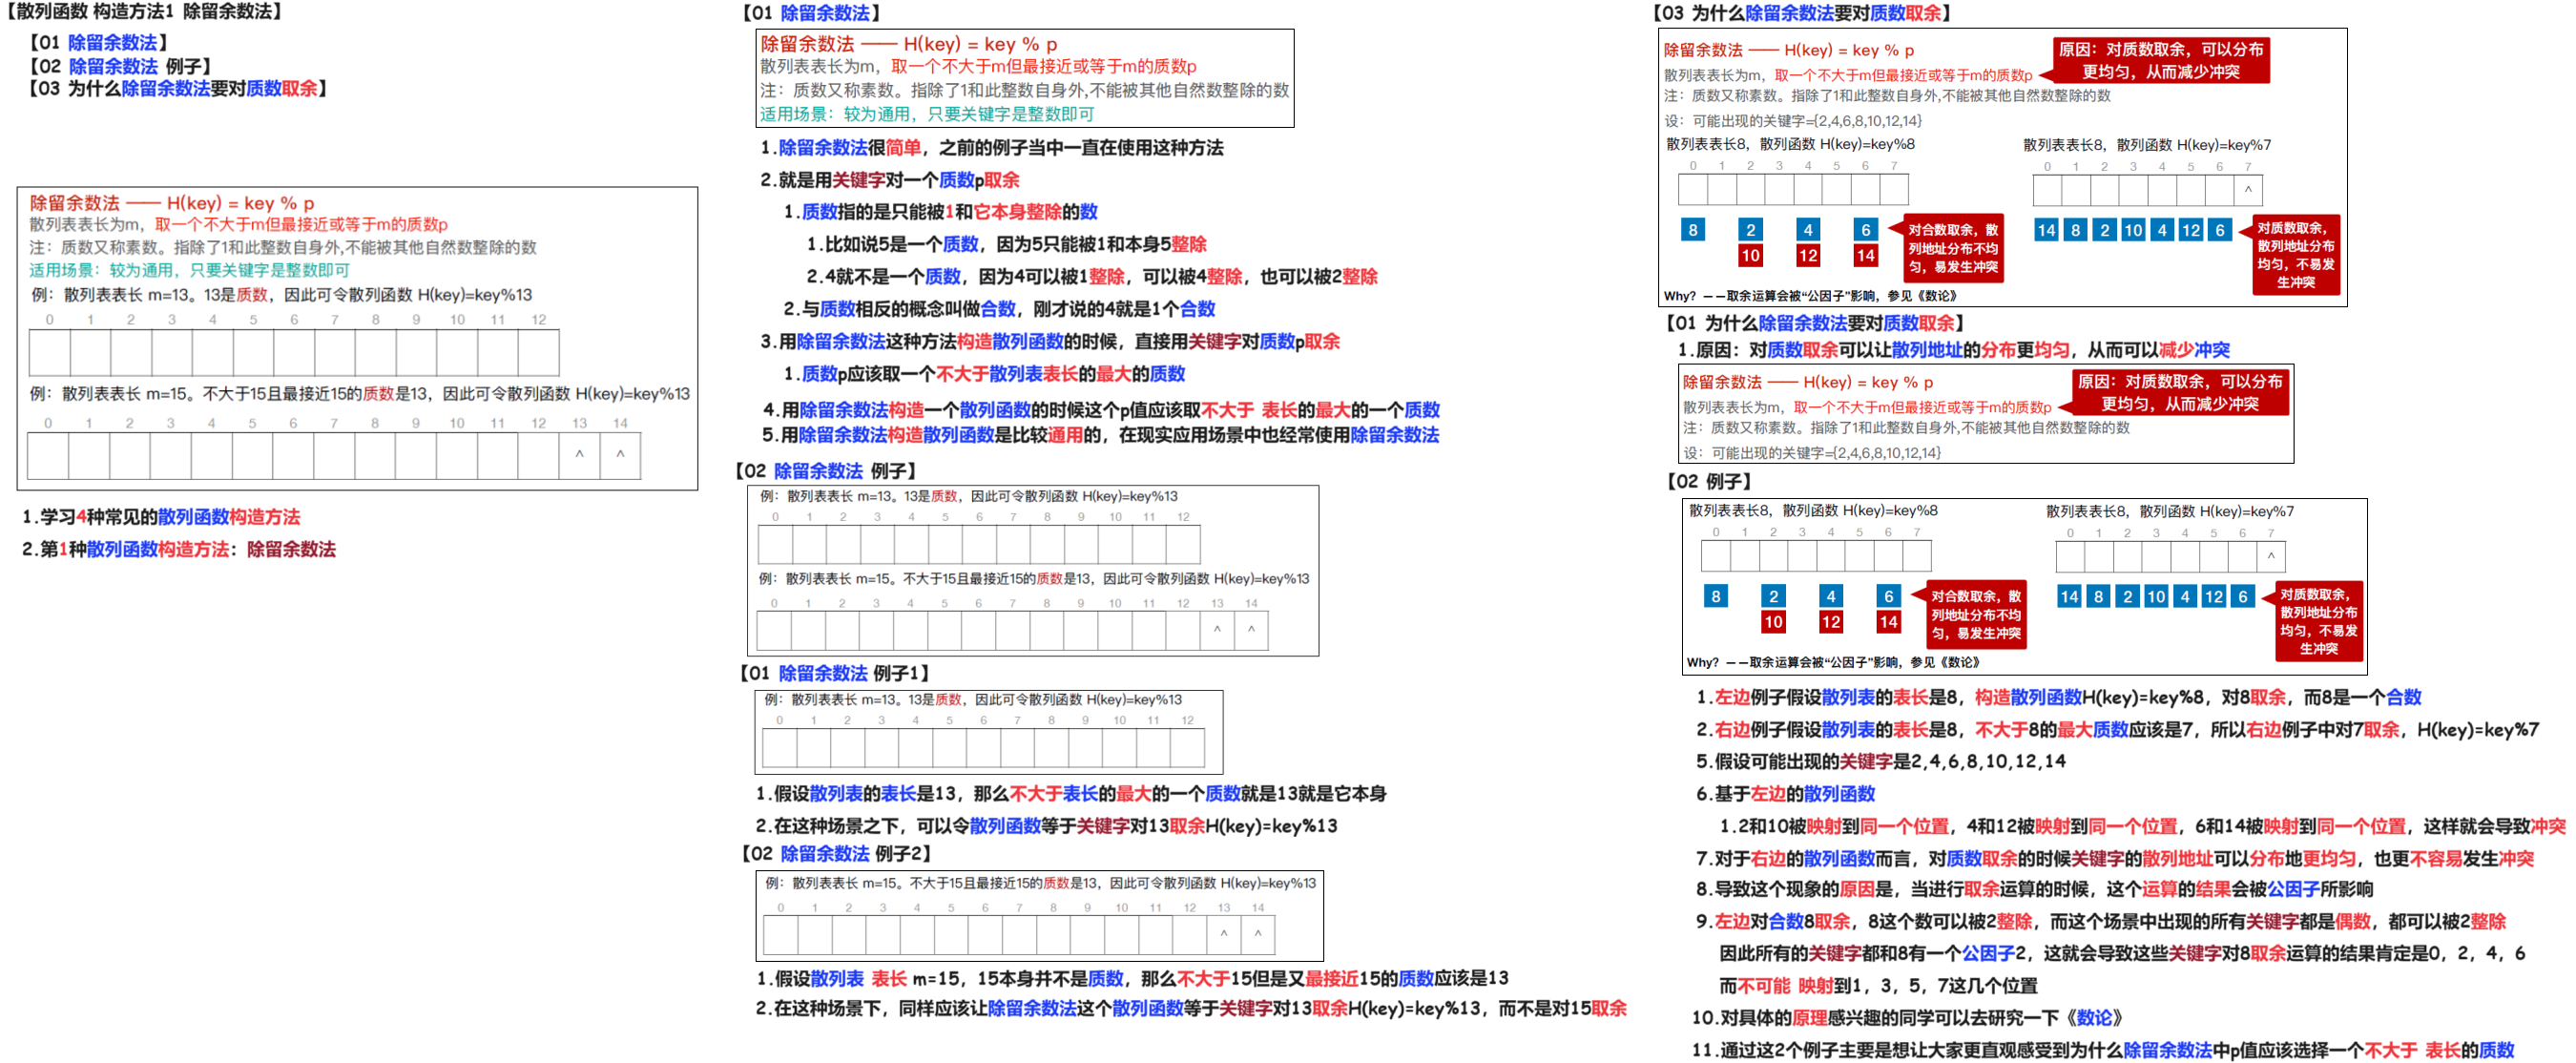 【散列函数 构造方法1 除留余数法】
【01 除留余数法】
【02 除留余数法 例子】
【03 为什么除留余数法要对质数取余】
除留余数法 —— H(key) = key % p
散列表表长为m，取一个不大于m但最接近或等于m的质数p
注：质数又称素数。指除了1和此整数自身外,不能被其他自然数整除的数
适用场景：较为通用，只要关键字是整数即可
例：散列表表长 m=13。13是质数，因此可令散列函数 H(key)=key%13
0 1 2 3 4 5 6 7 8 9 10 11 12
例：散列表表长 m=15。不大于15且最接近15的质数是13，因此可令散列函数 H(key)=key%13
0 1 2 3 4 5 6 7 8 9 10 11 12 13 14
^ ^
1.学习4种常见的散列函数构造方法
2.第1种散列函数构造方法：除留余数法
【01 除留余数法】
除留余数法 —— H(key) = key % p
散列表表长为m，取一个不大于m但最接近或等于m的质数p
注：质数又称素数。指除了1和此整数自身外,不能被其他自然数整除的数
适用场景：较为通用，只要关键字是整数即可
1.除留余数法很简单，之前的例子当中一直在使用这种方法
2.就是用关键字对一个质数p取余
1.质数指的是只能被1和它本身整除的数
1.比如说5是一个质数，因为5只能被1和本身5整除
2.4就不是一个质数，因为4可以被1整除，可以被4整除，也可以被2整除
2.与质数相反的概念叫做合数，刚才说的4就是1个合数
3.用除留余数法这种方法构造散列函数的时候，直接用关键字对质数p取余
1.质数p应该取一个不大于散列表表长的最大的质数
4.用除留余数法构造一个散列函数的时候这个p值应该取不大于 表长的最大的一个质数
5.用除留余数法构造散列函数是比较通用的，在现实应用场景中也经常使用除留余数法
【02 除留余数法 例子】
例：散列表表长 m=13。13是质数，因此可令散列函数 H(key)=key%13
0 1 2 3 4 5 6 7 8 9 10 11 12
例：散列表表长 m=15。不大于15且最接近15的质数是13，因此可令散列函数 H(key)=key%13
0 1 2 3 4 5 6 7 8 9 10 11 12 13 14
^ ^
【01 除留余数法 例子1】
例：散列表表长 m=13。13是质数，因此可令散列函数 H(key)=key%13
0 1 2 3 4 5 6 7 8 9 10 11 12
1.假设散列表的表长是13，那么不大于表长的最大的一个质数就是13就是它本身
2.在这种场景之下，可以令散列函数等于关键字对13取余H(key)=key%13
【02 除留余数法 例子2】
例：散列表表长 m=15。不大于15且最接近15的质数是13，因此可令散列函数 H(key)=key%13
0 1 2 3 4 5 6 7 8 9 10 11 12 13 14
^ ^
1.假设散列表 表长 m=15，15本身并不是质数，那么不大于15但是又最接近15的质数应该是13
2.在这种场景下，同样应该让除留余数法这个散列函数等于关键字对13取余H(key)=key%13，而不是对15取余
【03 为什么除留余数法要对质数取余】
除留余数法 —— H(key) = key % p
散列表表长为m，取一个不大于m但最接近或等于m的质数p
原因：对质数取余，可以分布
更均匀，从而减少冲突
注：质数又称素数。指除了1和此整数自身外,不能被其他自然数整除的数
设：可能出现的关键字={2,4,6,8,10,12,14}
散列表表长8，散列函数 H(key)=key%8
0 1 2 3 4 5 6 7
8 2 4 6
10 12 14
对合数取余，散
列地址分布不均
匀，易发生冲突
散列表表长8，散列函数 H(key)=key%7
0 1 2 3 4 5 6 7
^
14 8 2 10 4 12 6
对质数取余，
散列地址分布
均匀，不易发
生冲突
Why？——取余运算会被“公因子”影响，参见《数论》
【01 为什么除留余数法要对质数取余】
1.原因：对质数取余可以让散列地址的分布更均匀，从而可以减少冲突
除留余数法 —— H(key) = key % p
散列表表长为m，取一个不大于m但最接近或等于m的质数p
原因：对质数取余，可以分布
更均匀，从而减少冲突
注：质数又称素数。指除了1和此整数自身外,不能被其他自然数整除的数
设：可能出现的关键字={2,4,6,8,10,12,14}
【02 例子】
散列表表长8，散列函数 H(key)=key%8
0 1 2 3 4 5 6 7
8 2 4 6
10 12 14
对合数取余，散
列地址分布不均
匀，易发生冲突
散列表表长8，散列函数 H(key)=key%7
0 1 2 3 4 5 6 7
^
14 8 2 10 4 12 6
对质数取余，
散列地址分布
均匀，不易发
生冲突
Why？——取余运算会被“公因子”影响，参见《数论》
1.左边例子假设散列表的表长是8，构造散列函数H(key)=key%8，对8取余，而8是一个合数
2.右边例子假设散列表的表长是8，不大于8的最大质数应该是7，所以右边例子中对7取余，H(key)=key%7
5.假设可能出现的关键字是2,4,6,8,10,12,14
6.基于左边的散列函数
1.2和10被映射到同一个位置，4和12被映射到同一个位置，6和14被映射到同一个位置，这样就会导致冲突
7.对于右边的散列函数而言，对质数取余的时候关键字的散列地址可以分布地更均匀，也更不容易发生冲突
8.导致这个现象的原因是，当进行取余运算的时候，这个运算的结果会被公因子所影响
9.左边对合数8取余，8这个数可以被2整除，而这个场景中出现的所有关键字都是偶数，都可以被2整除
因此所有的关键字都和8有一个公因子2，这就会导致这些关键字对8取余运算的结果肯定是0，2，4，6
而不可能 映射到1，3，5，7这几个位置
10.对具体的原理感兴趣的同学可以去研究一下《数论》
11.通过这2个例子主要是想让大家更直观感受到为什么除留余数法中p值应该选择一个不大于 表长的质数